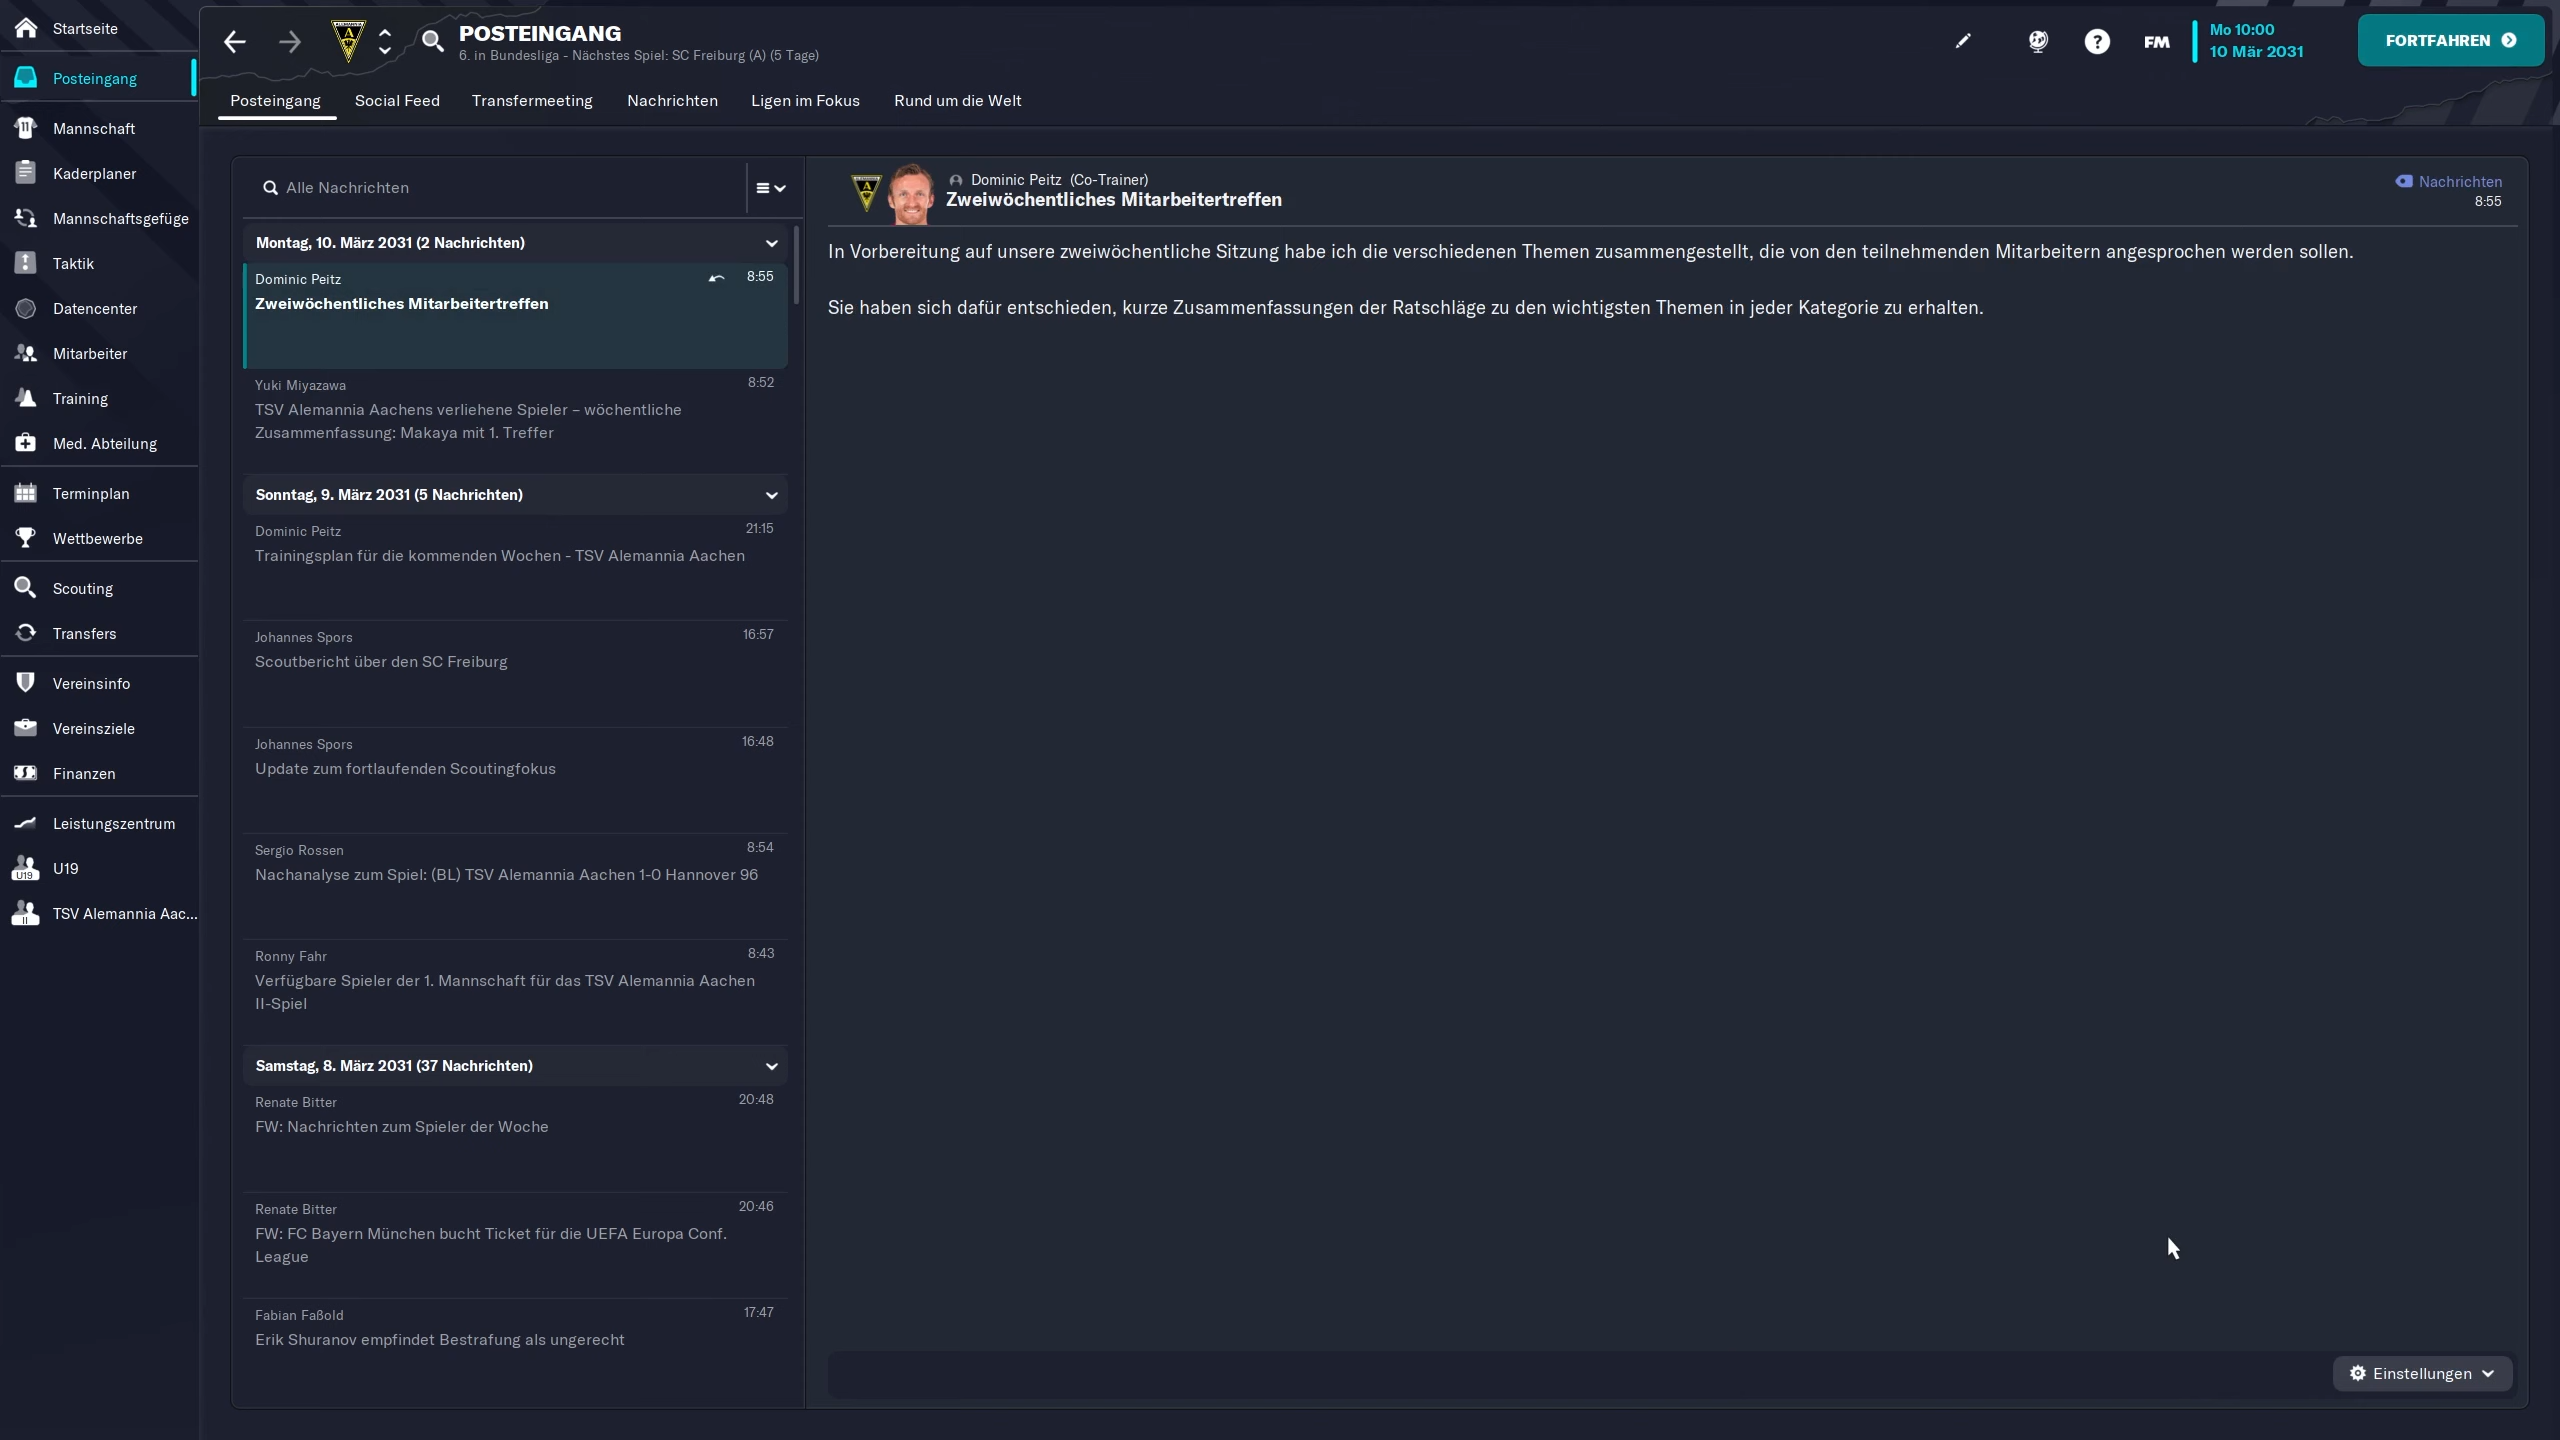 Startseite
Posteingang
Mannschaft
Kaderplaner
Mannschaftsgefüge
Taktik
Datencenter
Mitarbeiter
Training
Med. Abteilung
Terminplan
Wettbewerbe
Scouting
Transfers
Vereinsinfo
Vereinsziele
Finanzen
Leistungszentrum
U19
U19
II
TSV Alemannia Aac...
POSTEINGANG
6. in Bundesliga - Nächstes Spiel: SC Freiburg (A) (5 Tage)
FM
Mo 10:00
10 Mär 2031
FORTFAHREN
Posteingang Social Feed Transfermeeting Nachrichten Ligen im Fokus Rund um die Welt
Alle Nachrichten
Montag, 10. März 2031 (2 Nachrichten)
Dominic Peitz 8:55
Zweiwöchentliches Mitarbeitertreffen
Yuki Miyazawa 8:52
TSV Alemannia Aachens verliehene Spieler – wöchentliche
Zusammenfassung: Makaya mit 1. Treffer
Sonntag, 9. März 2031 (5 Nachrichten)
Dominic Peitz 21:15
Trainingsplan für die kommenden Wochen - TSV Alemannia Aachen
Johannes Spors 16:57
Scoutbericht über den SC Freiburg
Johannes Spors 16:48
Update zum fortlaufenden Scoutingfokus
Sergio Rossen 8:54
Nachanalyse zum Spiel: (BL) TSV Alemannia Aachen 1-0 Hannover 96
Ronny Fahr 8:43
Verfügbare Spieler der 1. Mannschaft für das TSV Alemannia Aachen
II-Spiel
Samstag, 8. März 2031 (37 Nachrichten)
Renate Bitter 20:48
FW: Nachrichten zum Spieler der Woche
Renate Bitter 20:46
FW: FC Bayern München bucht Ticket für die UEFA Europa Conf.
League
Fabian Faßold 17:47
Erik Shuranov empfindet Bestrafung als ungerecht
Dominic Peitz (Co-Trainer)
Zweiwöchentliches Mitarbeitertreffen
Nachrichten
8:55
In Vorbereitung auf unsere zweiwöchentliche Sitzung habe ich die verschiedenen Themen zusammengestellt, die von den teilnehmenden Mitarbeitern angesprochen werden sollen.
Sie haben sich dafür entschieden, kurze Zusammenfassungen der Ratschläge zu den wichtigsten Themen in jeder Kategorie zu erhalten.
Einstellungen